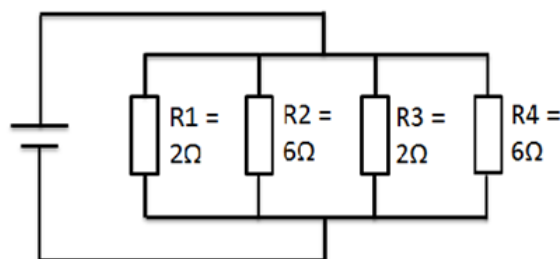 R1 =
2Ω
R2 =
6Ω
R3 =
2Ω
R4 =
6Ω